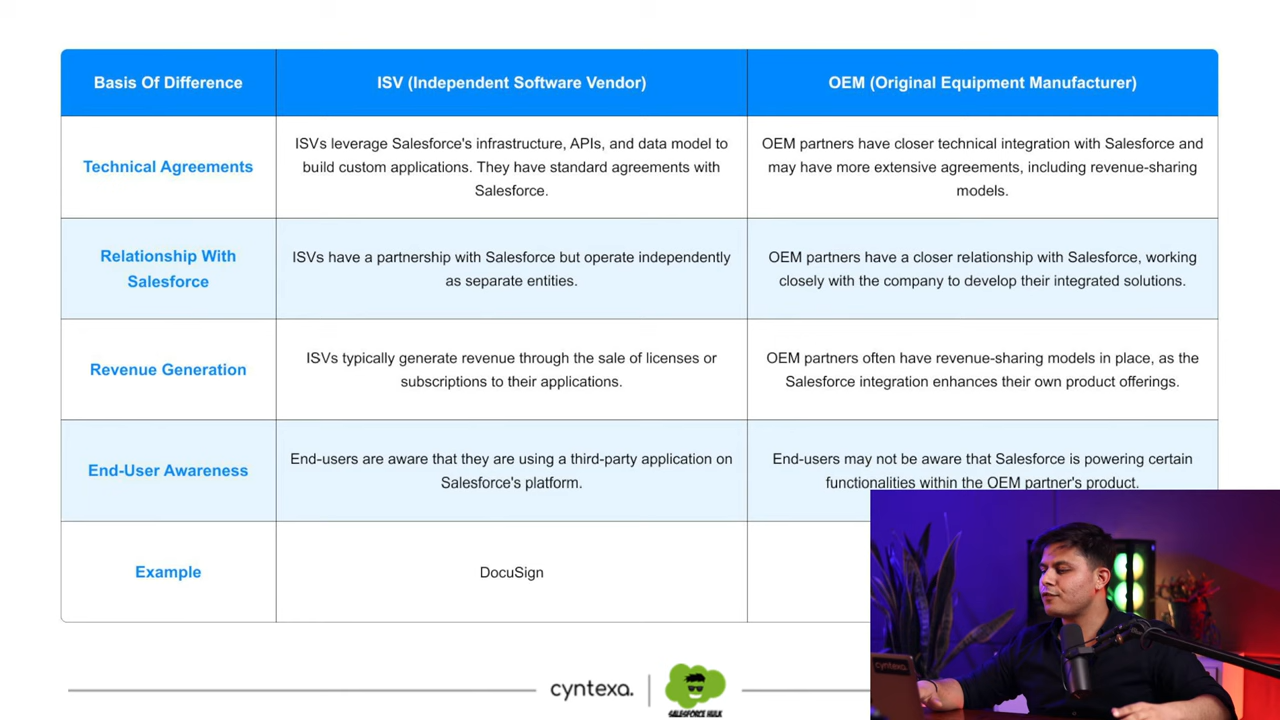 Basis Of Difference
ISV (Independent Software Vendor)
OEM (Original Equipment Manufacturer)
Technical Agreements
ISVs leverage Salesforce's infrastructure, APIs, and data model to
build custom applications. They have standard agreements with
Salesforce.
OEM partners have closer technical integration with Salesforce and
may have more extensive agreements, including revenue-sharing
models.
Relationship With
Salesforce
ISVs have a partnership with Salesforce but operate independently
as separate entities.
OEM partners have a closer relationship with Salesforce, working
closely with the company to develop their integrated solutions.
Revenue Generation
ISVs typically generate revenue through the sale of licenses or
subscriptions to their applications.
OEM partners often have revenue-sharing models in place, as the
Salesforce integration enhances their own product offerings.
End-User Awareness
End-users are aware that they are using a third-party application on
Salesforce's platform.
End-users may not be aware that Salesforce is powering certain
functionalities within the OEM partner's product.
Example
DocuSign
cyntexa.
SALESFORCE HULK
cyntexa.